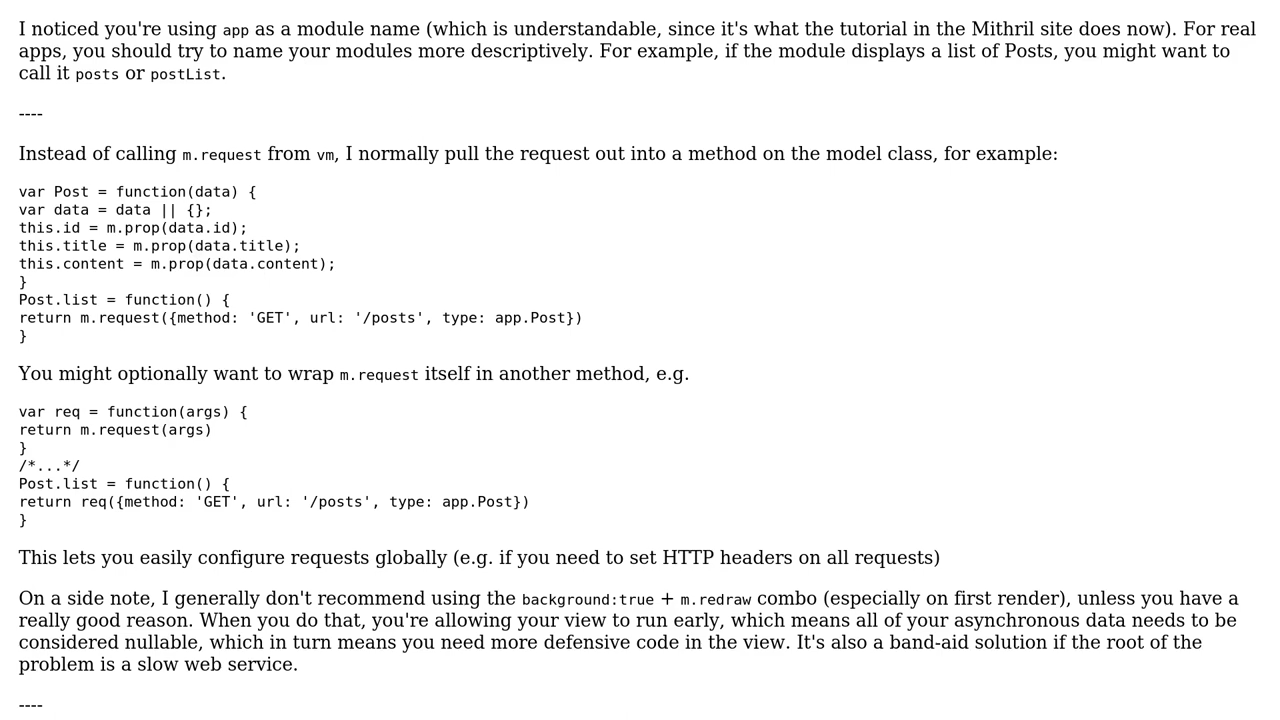 I noticed you're using app as a module name (which is understandable, since it's what the tutorial in the Mithril site does now). For real
apps, you should try to name your modules more descriptively. For example, if the module displays a list of Posts, you might want to
call it posts or postList.
----
Instead of calling m.request from vm, I normally pull the request out into a method on the model class, for example:
var Post = function(data) {
var data = data || {};
this.id = m.prop(data.id);
this.title = m.prop(data.title);
this.content = m.prop(data.content);
}
Post.list = function() {
return m.request({method: 'GET', url: '/posts', type: app.Post})
}
You might optionally want to wrap m.request itself in another method, e.g.
var req = function(args) {
return m.request(args)
}
/*...*/
Post.list = function() {
return req({method: 'GET', url: '/posts', type: app.Post})
}
This lets you easily configure requests globally (e.g. if you need to set HTTP headers on all requests)
On a side note, I generally don't recommend using the background:true + m.redraw combo (especially on first render), unless you have a
really good reason. When you do that, you're allowing your view to run early, which means all of your asynchronous data needs to be
considered nullable, which in turn means you need more defensive code in the view. It's also a band-aid solution if the root of the
problem is a slow web service.
----